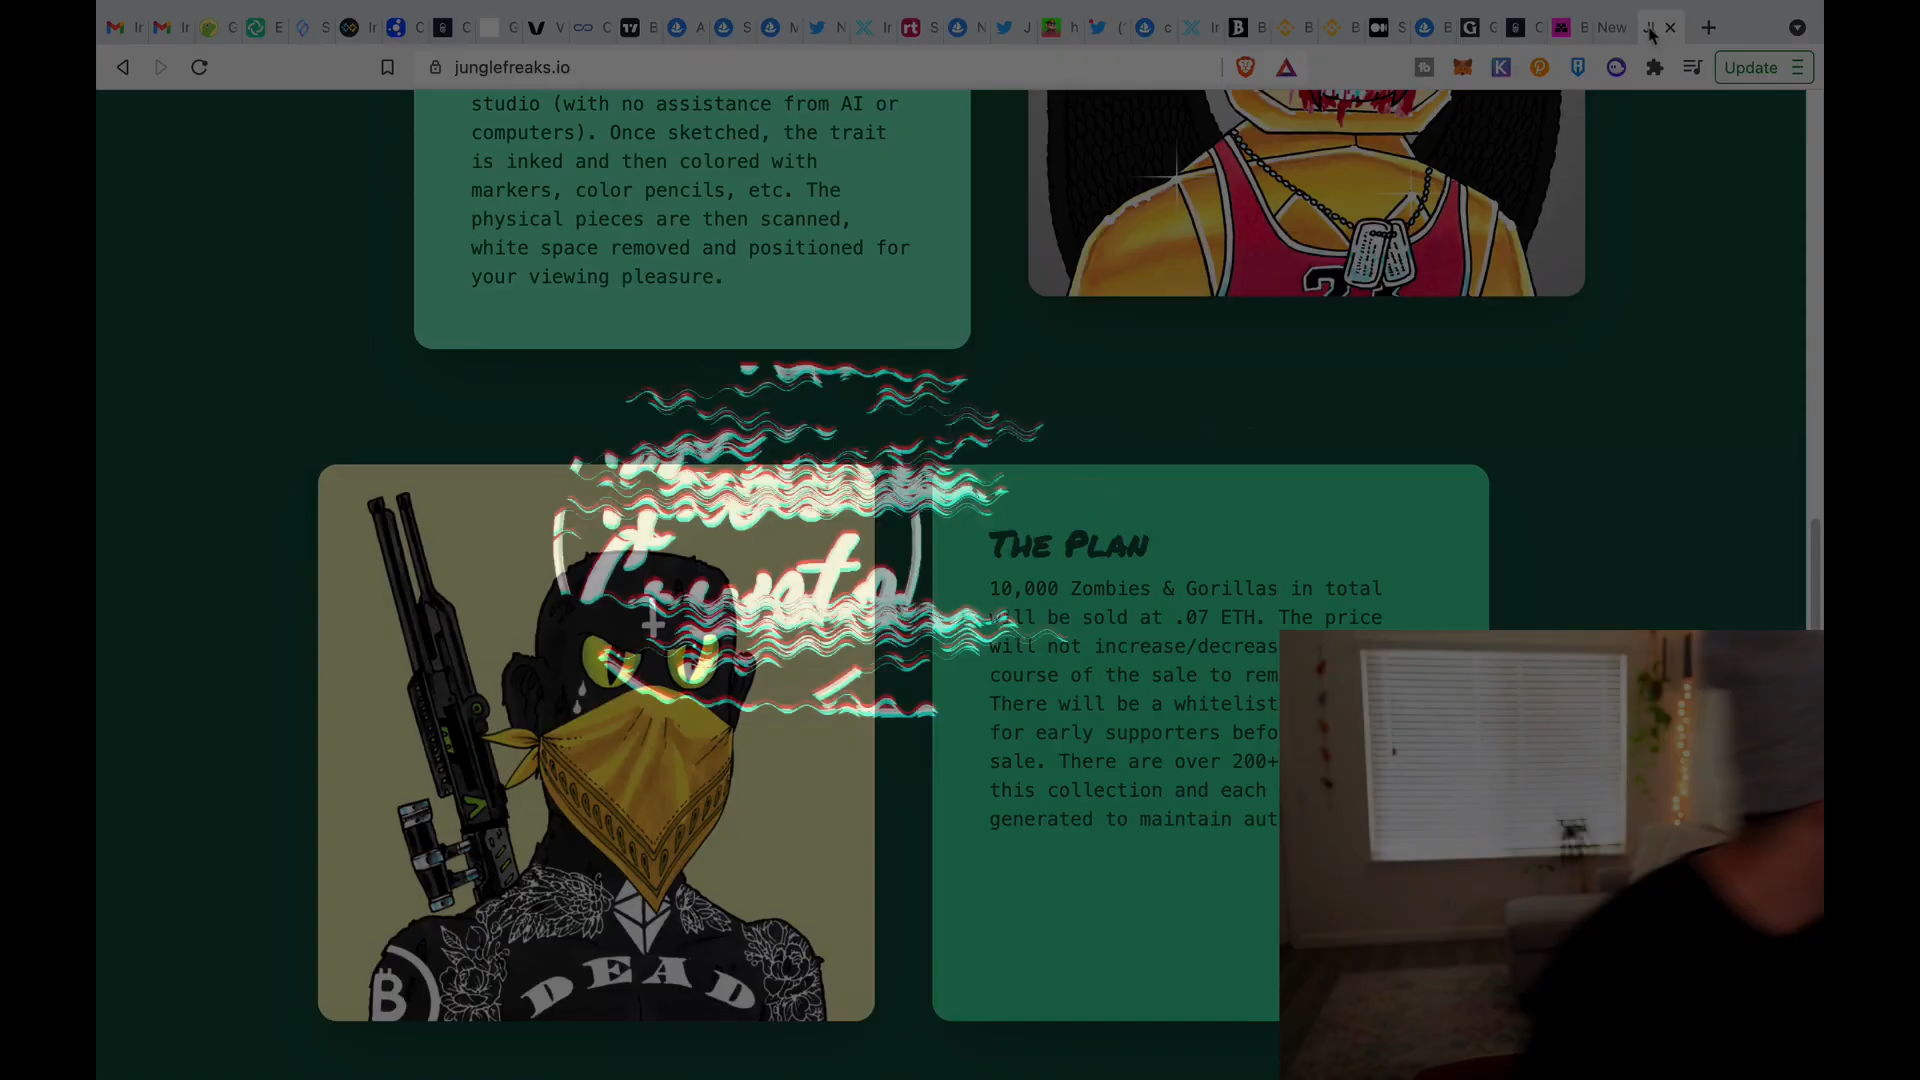 junglefreaks.io
Update
New
studio (with no assistance from AI or
computers). Once sketched, the trait
is inked and then colored with
markers, color pencils, etc. The
physical pieces are then scanned,
white space removed and positioned for
your viewing pleasure.
Crypto
THE PLAN
10,000 Zombies & Gorillas in total
will be sold at .07 ETH. The price
will not increase/decreas
course of the sale to rem
There will be a whitelist
for early supporters befo
sale. There are over 200+
this collection and each
generated to maintain aut
DEAD
B